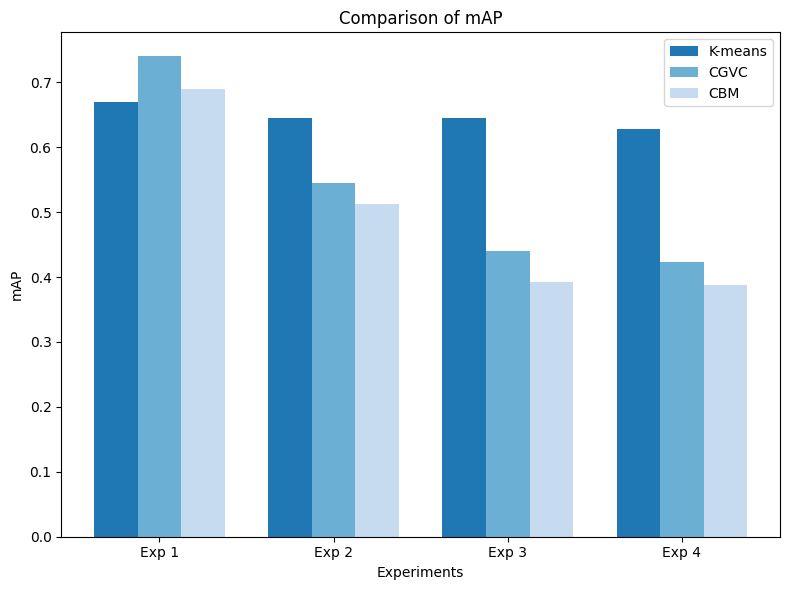 Comparison of mAP
K-means
CGVC
CBM
mAP
0.7
0.6
0.5
0.4
0.3
0.2
0.1
0.0
Exp 1
Exp 2
Exp 3
Exp 4
Experiments